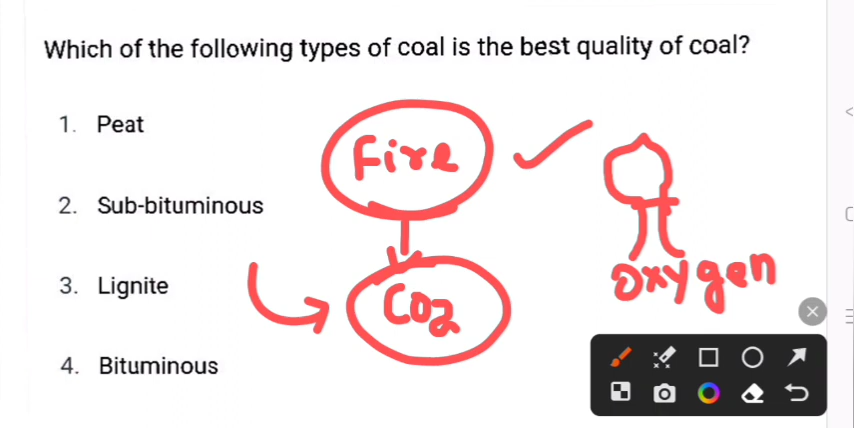 Which of the following types of coal is the best quality of coal?
1. Peat
Fire
2. Sub-bituminous
oxygen
3. Lignite
CO2
4. Bituminous